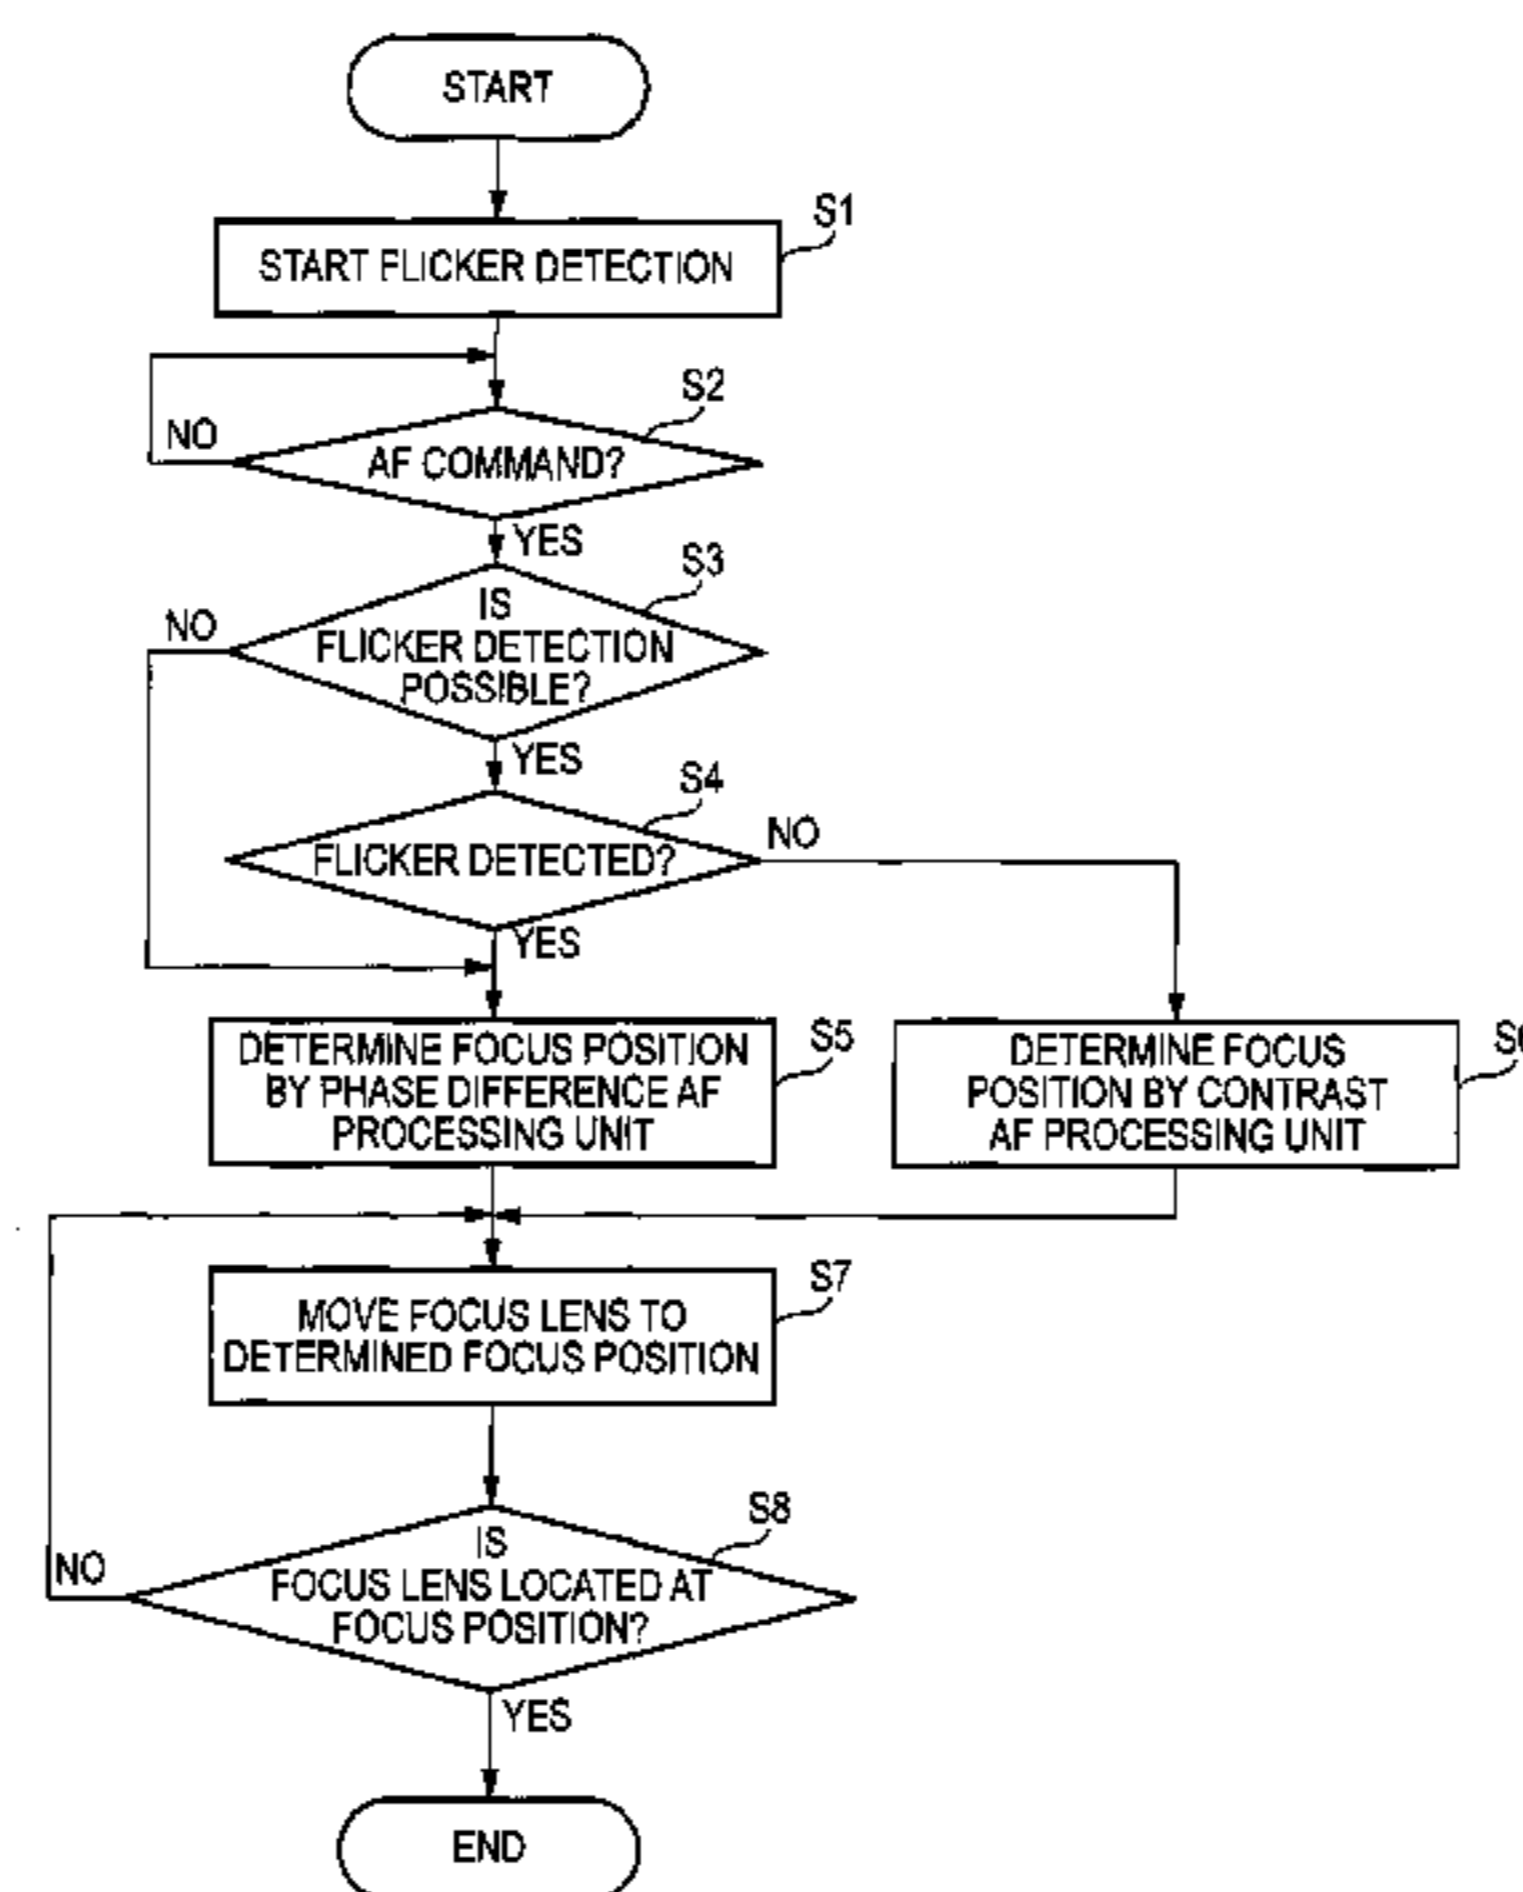 START
S1
START FLICKER DETECTION
S2
NO
AF COMMAND?
YES
S3
IS
NO
FLICKER DETECTION
POSSIBLE?
YES
S4
NO
FLICKER DETECTED?
YES
DETERMINE FOCUS POSITION
BY PHASE DIFFERENCE AF
PROCESSING UNIT
S5
DETERMINE FOCUS
POSITION BY CONTRAST
AF PROCESSING UNIT
S7
MOVE FOCUS LENS TO
DETERMINED FOCUS POSITION
S8
IS
NO
FOCUS LENS LOCATED AT
FOCUS POSITION?
YES
END